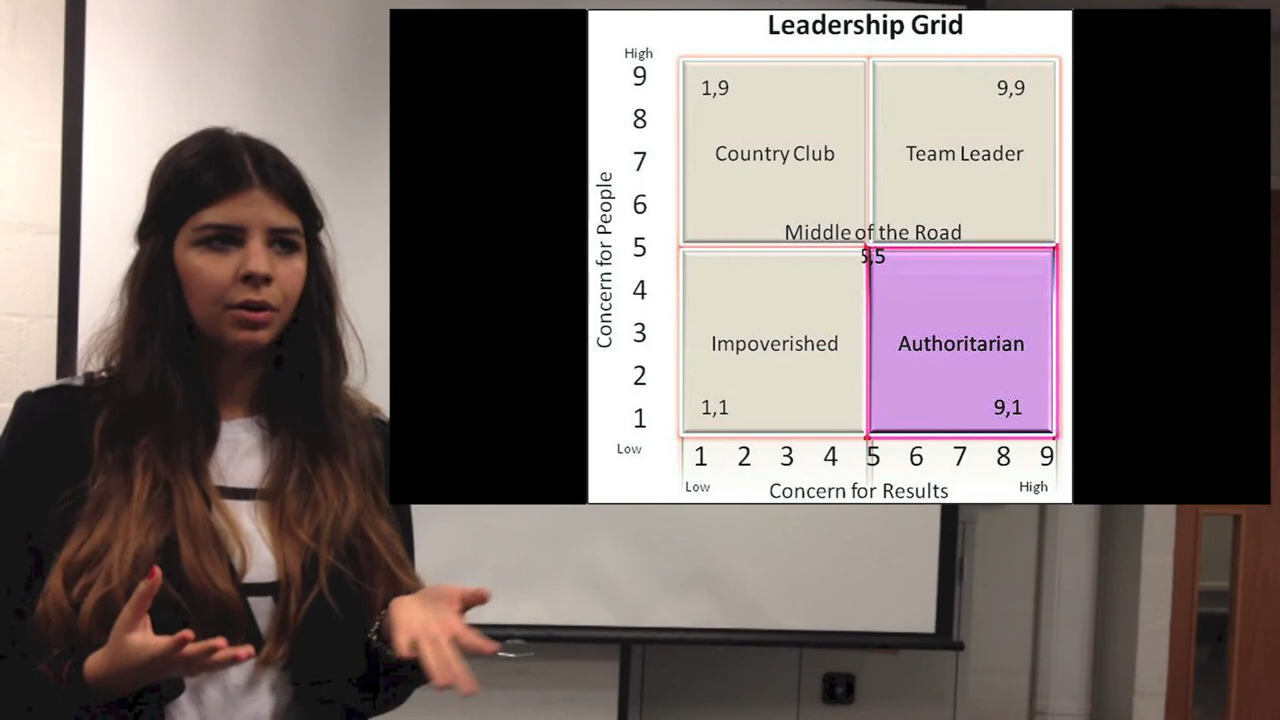 Leadership Grid
High
9
8
7
6
5
4
3
2
1
Low
Concern for People
1,9
9,9
Country Club
Team Leader
Middle of the Road
5,5
Impoverished
Authoritarian
1,1
9,1
1 2 3 4 5 6 7 8 9
Low
Concern for Results
High